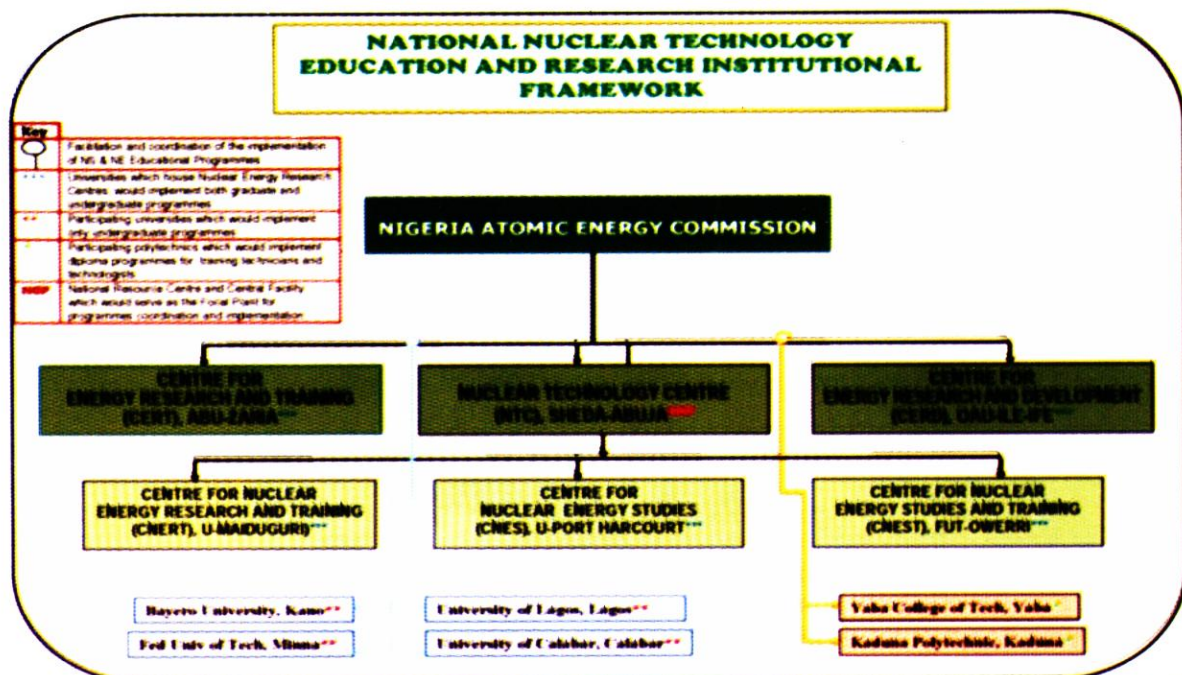 NATIONAL NUCLEAR TECHNOLOGY
EDUCATION AND RESEARCH INSTITUTIONAL
FRAMEWORK
Key
Facilitation and coordination of the implementation
of NS & NE Educational Programmes
***
Universities which house Nuclear Energy Research
Centres would implement both graduate and
undergraduate programmes
**
Participating universities which would implement
only undergraduate programmes
*
Participating polytechnics which would implement
diploma programmes for training technicians and
technologists
National Resource Centre and Central Facility
which would serve as the Focal Point for
programmes coordination and implementation
NIGERIA ATOMIC ENERGY COMMISSION
CENTRE FOR
ENERGY RESEARCH AND TRAINING
(CERT), ABU-ZARIA***
NUCLEAR TECHNOLOGY CENTRE
(NTC), SHEDA-ABUJA
CENTRE FOR
ENERGY RESEARCH AND DEVELOPMENT
(CERD), OAU-ILE-IFE***
CENTRE FOR NUCLEAR
ENERGY RESEARCH AND TRAINING
(CNERT), U-MAIDUGURI)***
CENTRE FOR
NUCLEAR ENERGY STUDIES
(CNES), U-PORT HARCOURT***
CENTRE FOR NUCLEAR
ENERGY STUDIES AND TRAINING
(CNEST), FUT-OWERRI***
Bayero University, Kano**
University of Lagos, Lagos**
Yaba College of Tech, Yaba*
Fed Univ of Tech, Minna**
University of Calabar, Calabar**
Kaduna Polytechnic, Kaduna*